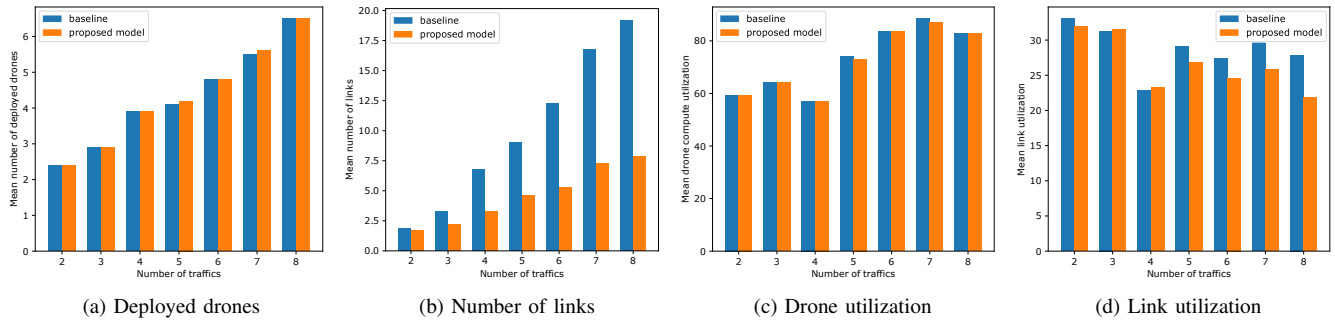 baseline
proposed model
Mean number of deployed drones
6
5
4
3
2
1
0
2 3 4 5 6 7 8
Number of traffics
(a) Deployed drones
baseline
proposed model
Mean number of links
20.0
17.5
15.0
12.5
10.0
7.5
5.0
2.5
0.0
2 3 4 5 6 7 8
Number of traffics
(b) Number of links
baseline
proposed model
Mean drone compute utilization
80
60
40
20
0
2 3 4 5 6 7 8
Number of traffics
(c) Drone utilization
baseline
proposed model
Mean link utilization
30
25
20
15
10
5
0
2 3 4 5 6 7 8
Number of traffics
(d) Link utilization